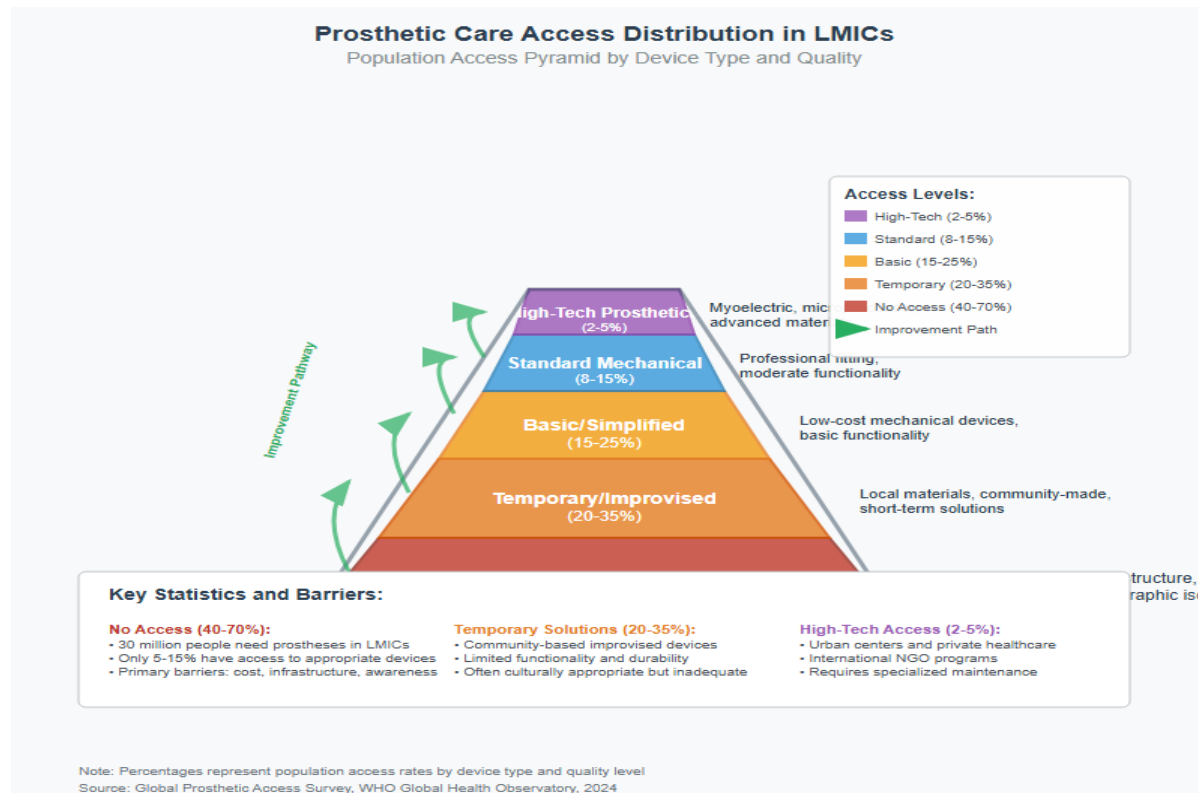 Prosthetic Care Access Distribution in LMICs
Population Access Pyramid by Device Type and Quality
Access Levels:
High-Tech (2-5%)
Standard (8-15%)
Basic (15-25%)
Temporary (20-35%)
No Access (40-70%)
Improvement Path
Improvement Pathway
High-Tech Prosthetic
(2-5%)
Myoelectric,
advanced
Standard Mechanical
(8-15%)
Professional fitting,
moderate functionality
Basic/Simplified
(15-25%)
Low-cost mechanical devices,
basic functionality
Temporary/Improvised
(20-35%)
Local materials, community-made,
short-term solutions
Key Statistics and Barriers:
No Access (40-70%):
• 30 million people need prostheses in LMICs
• Only 5-15% have access to appropriate devices
• Primary barriers: cost, infrastructure, awareness
Temporary Solutions (20-35%):
• Community-based improvised devices
• Limited functionality and durability
• Often culturally appropriate but inadequate
High-Tech Access (2-5%):
• Urban centers and private healthcare
• International NGO programs
• Requires specialized maintenance
Note: Percentages represent population access rates by device type and quality level
Source: Global Prosthetic Access Survey, WHO Global Health Observatory, 2024